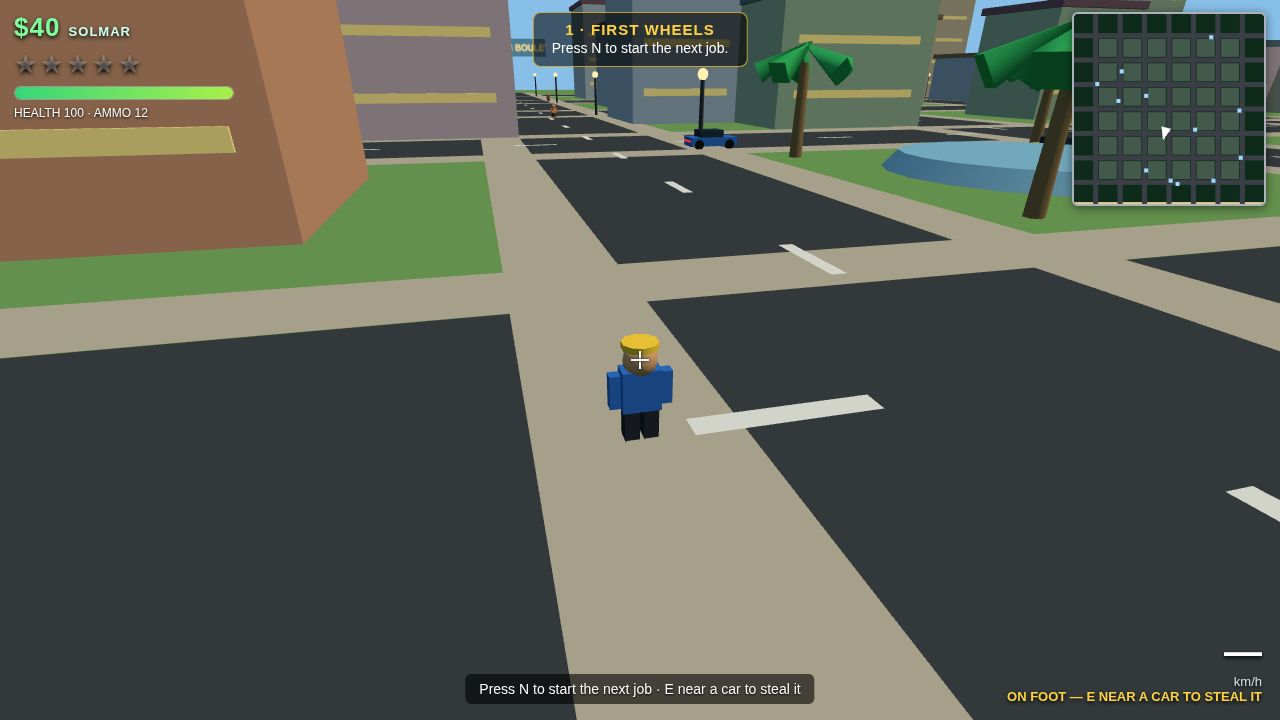 $40 SOLMAR
HEALTH 100 · AMMO 12
1 · FIRST WHEELS
Press N to start the next job.
Press N to start the next job · E near a car to steal it
km/h
ON FOOT — E NEAR A CAR TO STEAL IT